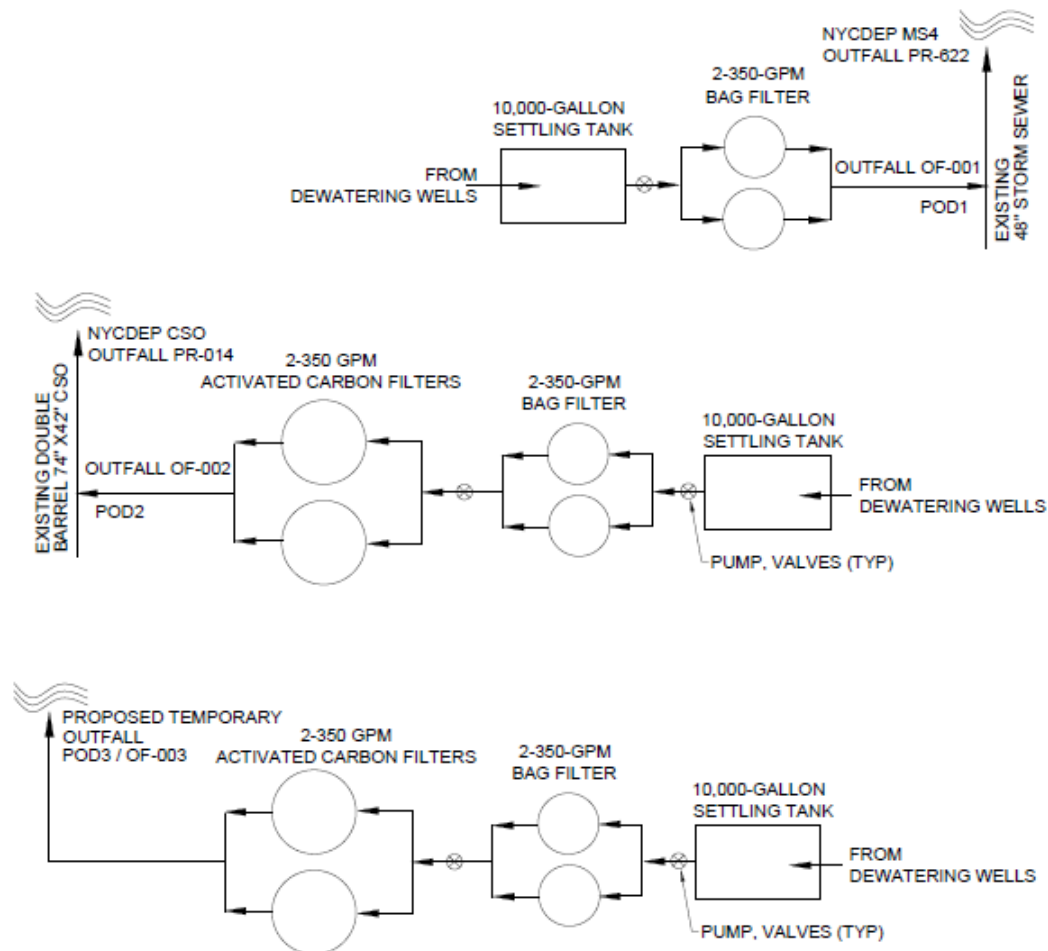 NYCDEP MS4
OUTFALL PR-622
2-350-GPM
BAG FILTER
10,000-GALLON
SETTLING TANK
FROM
DEWATERING WELLS
OUTFALL OF-001
POD1
EXISTING
48" STORM SEWER
NYCDEP CSO
OUTFALL PR-014
2-350 GPM
ACTIVATED CARBON FILTERS
2-350-GPM
BAG FILTER
10,000-GALLON
SETTLING TANK
EXISTING DOUBLE
BARREL 74" X42" CSO
OUTFALL OF-002
POD2
FROM
DEWATERING WELLS
PUMP, VALVES (TYP)
PROPOSED TEMPORARY
OUTFALL
POD3 / OF-003
2-350 GPM
ACTIVATED CARBON FILTERS
2-350-GPM
BAG FILTER
10,000-GALLON
SETTLING TANK
FROM
DEWATERING WELLS
PUMP, VALVES (TYP)